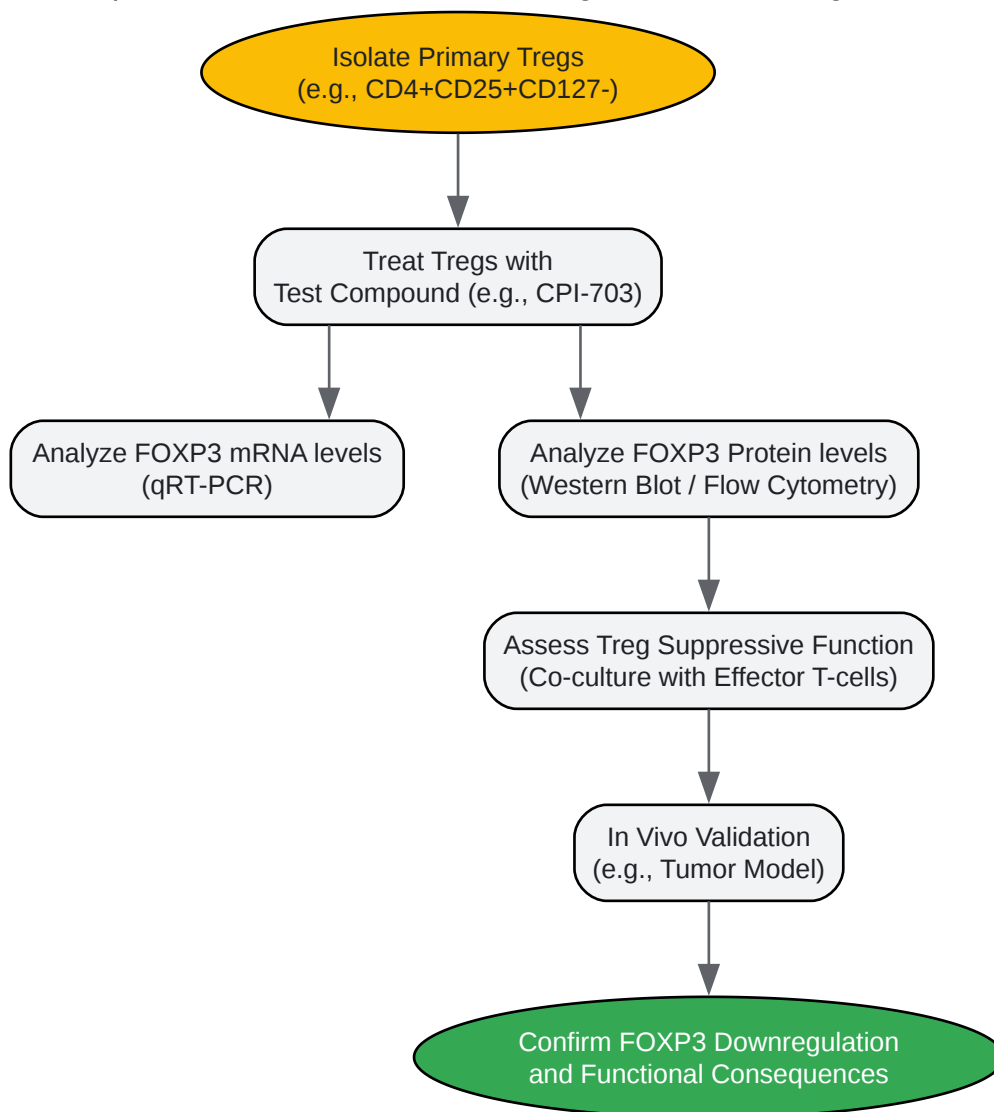 Isolate Primary Tregs
(e.g., CD4+CD25+CD127-)
Treat Tregs with
Test Compound (e.g., CPI-703)
Analyze FOXP3 mRNA levels
(qRT-PCR)
Analyze FOXP3 Protein levels
(Western Blot / Flow Cytometry)
Assess Treg Suppressive Function
(Co-culture with Effector T-cells)
In Vivo Validation
(e.g., Tumor Model)
Confirm FOXP3 Downregulation
and Functional Consequences